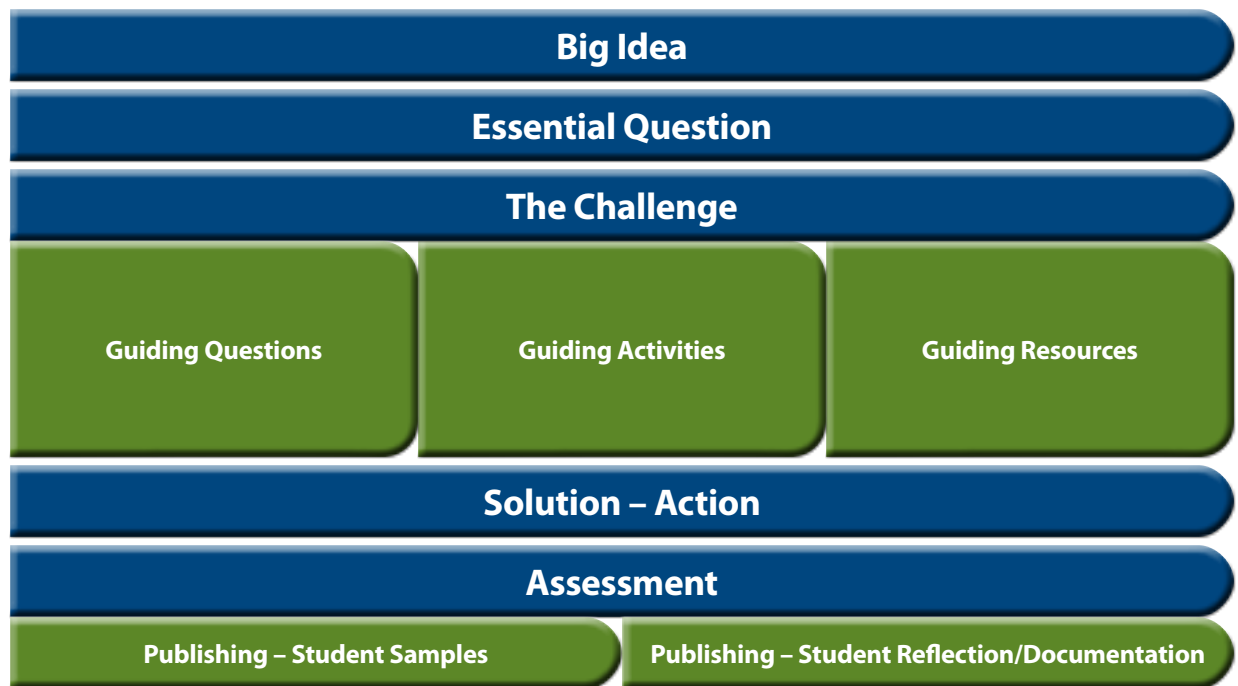 Big Idea
Essential Question
The Challenge
Guiding Questions
Guiding Activities
Guiding Resources
Solution – Action
Assessment
Publishing – Student Samples
Publishing – Student Reflection/Documentation